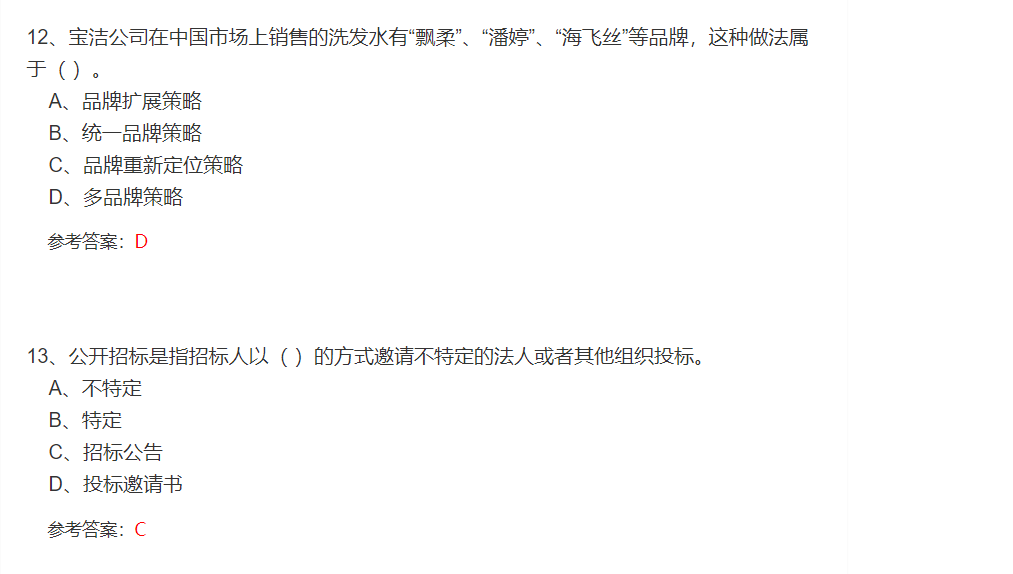 12、宝洁公司在中国市场上销售的洗发水有“飘柔”、“潘婷”、“海飞丝”等品牌，这种做法属
于（ ）。
A、品牌扩展策略
B、统一品牌策略
C、品牌重新定位策略
D、多品牌策略
参考答案：D
13、公开招标是指招标人以（ ）的方式邀请不特定的法人或者其他组织投标。
A、不特定
B、特定
C、招标公告
D、投标邀请书
参考答案：C